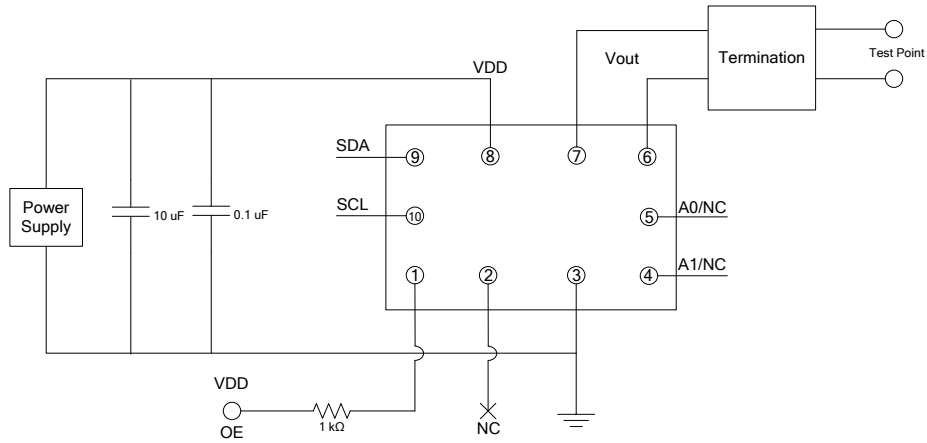 Vout
Termination
Test Point
VDD
SDA
9
8
7
6
Power
Supply
10 uF
0.1 uF
SCL
10
5
A0/NC
1
2
3
4
A1/NC
VDD
OE
1 kΩ
NC